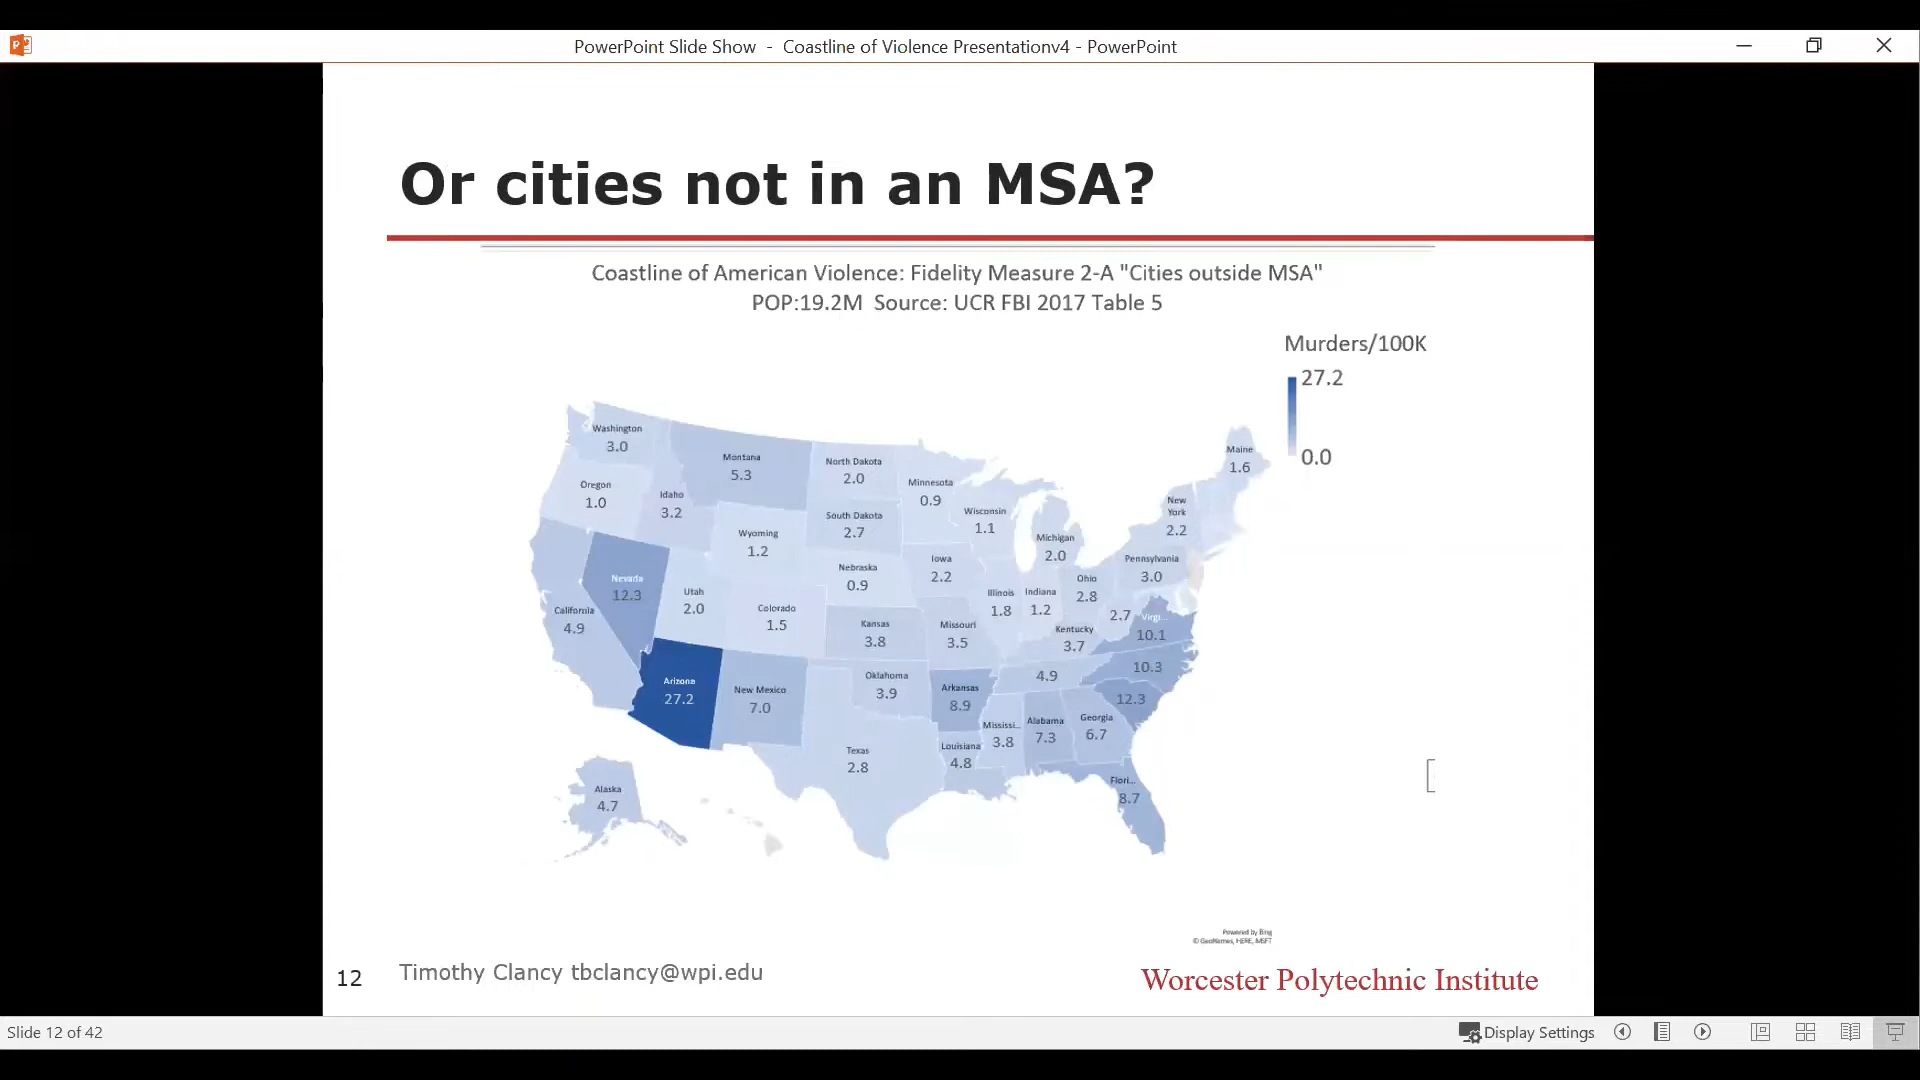 PowerPoint Slide Show - Coastline of Violence Presentationv4 - PowerPoint
Or cities not in an MSA?
Coastline of American Violence: Fidelity Measure 2-A "Cities outside MSA"
POP:19.2M Source: UCR FBI 2017 Table 5
Murders/100K
27.2
0.0
Washington
3.0
Oregon
1.0
Idaho
3.2
Montana
5.3
North Dakota
2.0
Minnesota
0.9
Wisconsin
1.1
Michigan
2.0
Maine
1.6
New
York
2.2
South Dakota
2.7
Wyoming
1.2
Nebraska
0.9
Iowa
2.2
Illinois
1.8
Indiana
1.2
Ohio
2.8
Pennsylvania
3.0
Nevada
12.3
California
4.9
Utah
2.0
Colorado
1.5
Kansas
3.8
Missouri
3.5
Kentucky
3.7
2.7
Virgi...
10.1
10.3
4.9
12.3
Arizona
27.2
New Mexico
7.0
Oklahoma
3.9
Arkansas
8.9
Mississi...
3.8
Alabama
7.3
Georgia
6.7
Texas
2.8
Louisiana
4.8
Flori...
8.7
Alaska
4.7
Powered by Bing
© GeoNames, HERE, MSFT
12
Timothy Clancy tbclancy@wpi.edu
Worcester Polytechnic Institute
Slide 12 of 42
Display Settings